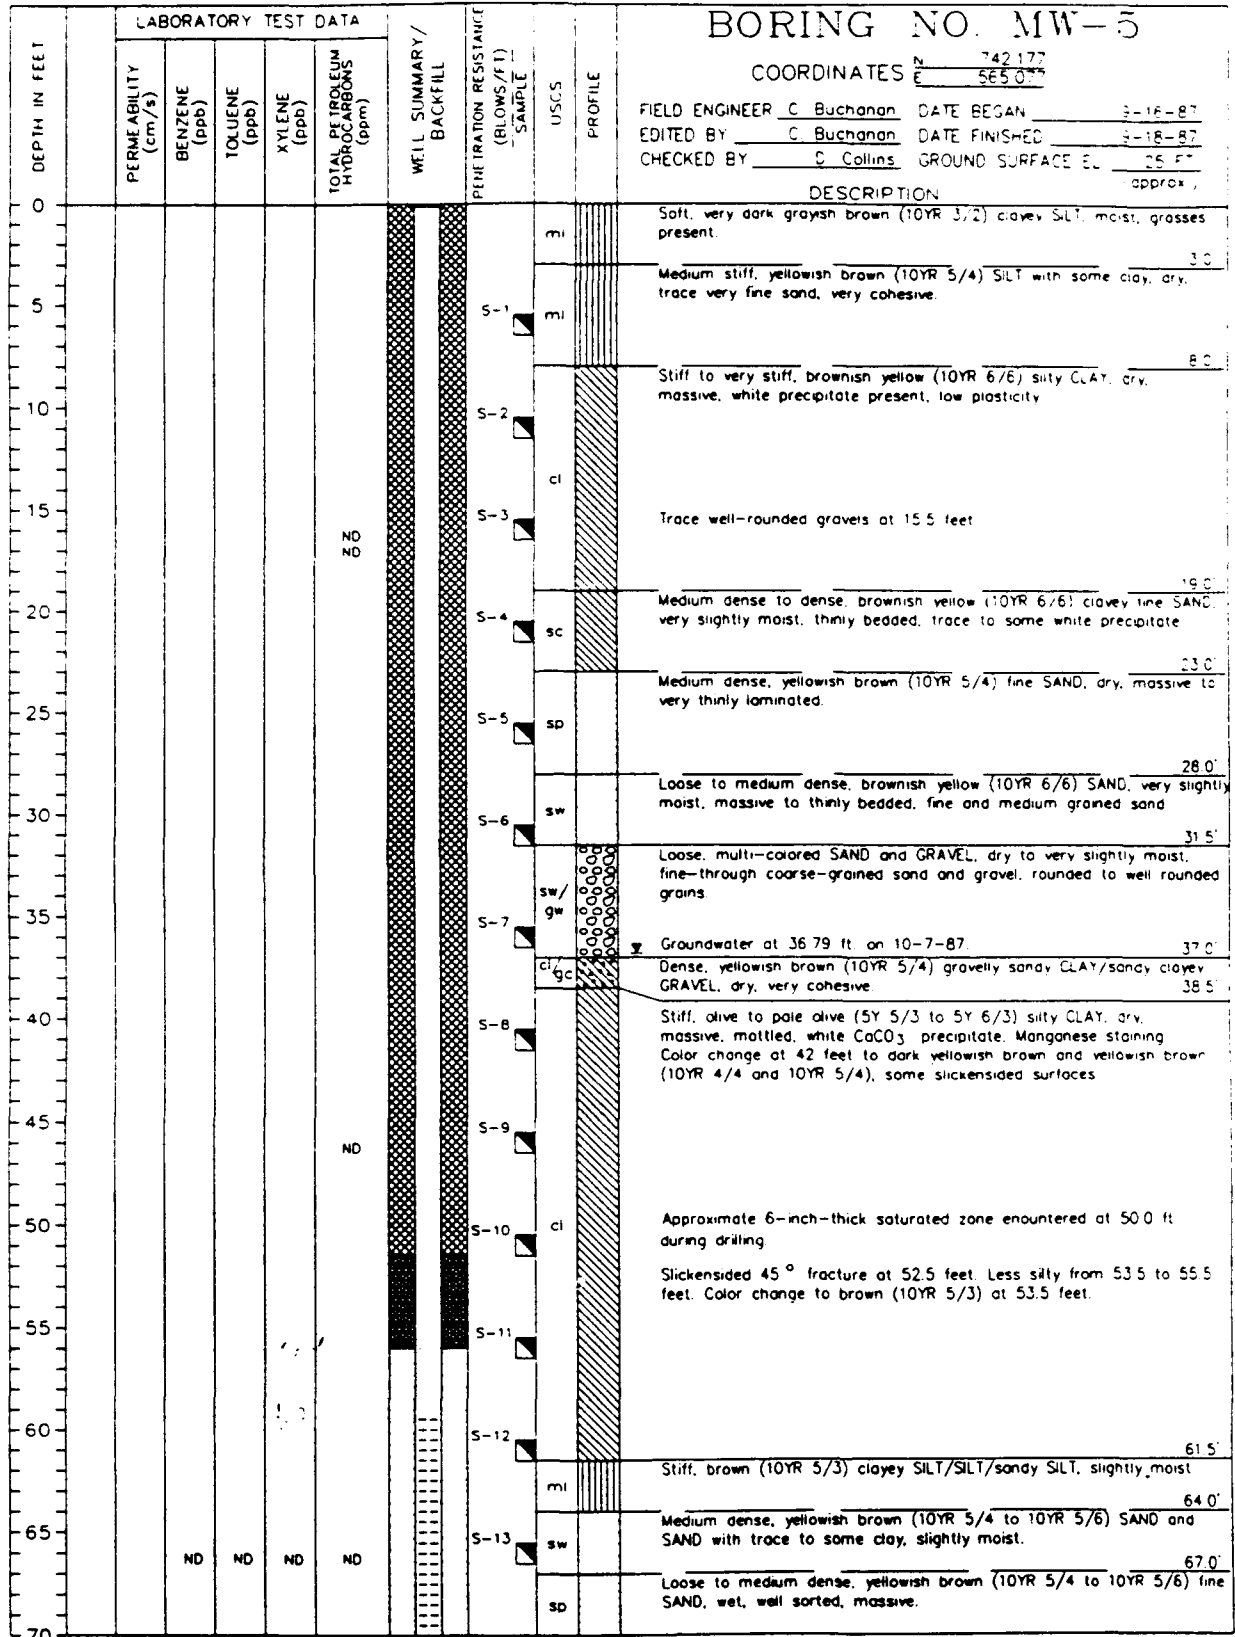 BORING NO. MW-5
COORDINATES N 742 177
E 565 077
FIELD ENGINEER C Buchanan DATE BEGAN 9-16-87
EDITED BY C. Buchanan DATE FINISHED 9-18-87
CHECKED BY D Collins GROUND SURFACE EL 25 FT
approx.
LABORATORY TEST DATA
DEPTH IN FEET
PERMEABILITY (cm/s)
BENZENE (ppb)
TOLUENE (ppb)
XYLENE (ppb)
TOTAL PETROLEUM HYDROCARBONS (ppm)
WELL SUMMARY/ BACKFILL
PENETRATION RESISTANCE (BLOWS/FT) SAMPLE
USCS
PROFILE
DESCRIPTION
0
ml
Soft, very dark grayish brown (10YR 3/2) clayey SILT, moist, grasses
present.
3.0
5
S-1
ml
Medium stiff, yellowish brown (10YR 5/4) SILT with some clay, dry,
trace very fine sand, very cohesive.
8.0
Stiff to very stiff, brownish yellow (10YR 6/6) silty CLAY, dry,
massive, white precipitate present, low plasticity
10
S-2
cl
15
S-3
Trace well-rounded gravels at 15.5 feet
ND
ND
19.0'
Medium dense to dense, brownish yellow (10YR 6/6) clayey fine SAND,
very slightly moist, thinly bedded, trace to some white precipitate
20
S-4
sc
23.0'
Medium dense, yellowish brown (10YR 5/4) fine SAND, dry, massive to
very thinly laminated.
25
S-5
sp
28.0'
Loose to medium dense, brownish yellow (10YR 6/6) SAND, very slightly
moist, massive to thinly bedded, fine and medium grained sand
30
S-6
sw
31.5'
Loose, multi-colored SAND and GRAVEL, dry to very slightly moist,
fine-through coarse-grained sand and gravel, rounded to well rounded
grains.
sw/
gw
35
S-7
Groundwater at 36.79 ft. on 10-7-87.
37.0'
cl/
gc
Dense, yellowish brown (10YR 5/4) gravelly sandy CLAY/sandy clayey
GRAVEL, dry, very cohesive.
38.5'
40
S-8
Stiff, olive to pale olive (5Y 5/3 to 5Y 6/3) silty CLAY, dry,
massive, mottled, white CaCO3 precipitate. Manganese staining
Color change at 42 feet to dark yellowish brown and yellowish brown
(10YR 4/4 and 10YR 5/4), some slickensided surfaces
45
S-9
ND
50
S-10
cl
Approximate 6-inch-thick saturated zone enountered at 50.0 ft
during drilling.
Slickensided 45° fracture at 52.5 feet. Less silty from 53.5 to 55.5
feet. Color change to brown (10YR 5/3) at 53.5 feet.
55
S-11
60
S-12
61.5'
ml
Stiff, brown (10YR 5/3) clayey SILT/SILT/sandy SILT, slightly moist
64.0'
Medium dense, yellowish brown (10YR 5/4 to 10YR 5/6) SAND and
SAND with trace to some clay, slightly moist.
65
S-13
sw
ND ND ND ND
67.0'
Loose to medium dense, yellowish brown (10YR 5/4 to 10YR 5/6) fine
SAND, wet, well sorted, massive.
sp
70